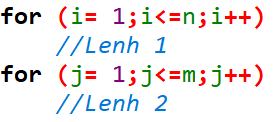 for (i= 1;i<=n;i++)
//Lenh 1
for (j= 1;j<=m;j++)
//Lenh 2